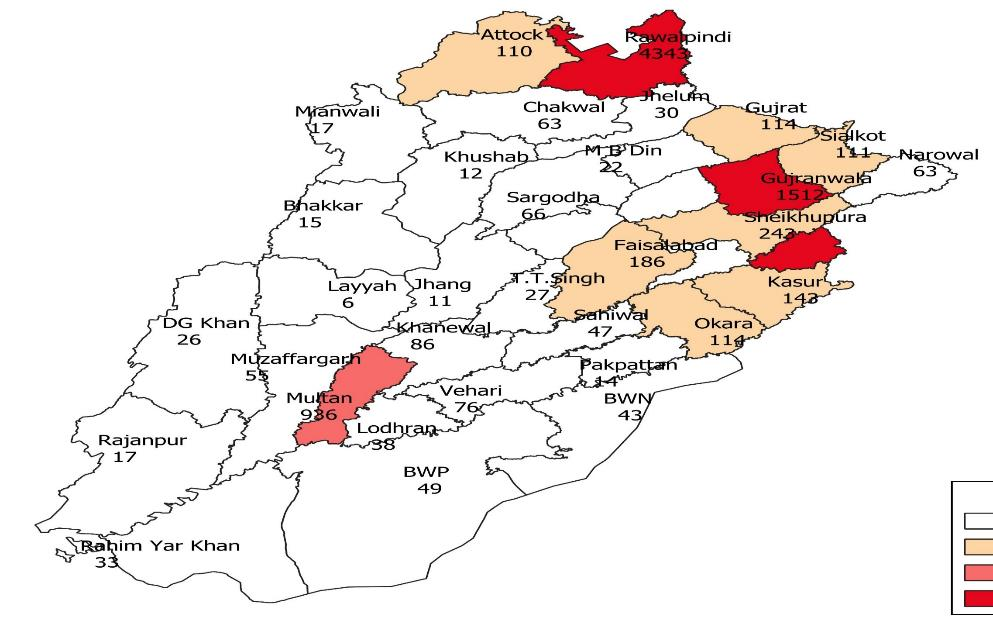 Attock
110
Rawalpindi
4343
Jhelum
30
Chakwal
63
Mianwali
17
Gujrat
114
Sialkot
111
Narowal
63
M B Din
22
Khushab
12
Gujranwala
1512
Sargodha
66
Bhakkar
15
Sheikhupura
243
Faisalabad
186
Kasur
143
T.T.Singh
27
Jhang
11
Layyah
6
Sahiwal
47
Okara
114
DG Khan
26
Khanewal
86
Muzaffargarh
55
Pakpattan
14
Vehari
76
Multan
936
BWN
43
Lodhran
38
Rajanpur
17
BWP
49
Rahim Yar Khan
33